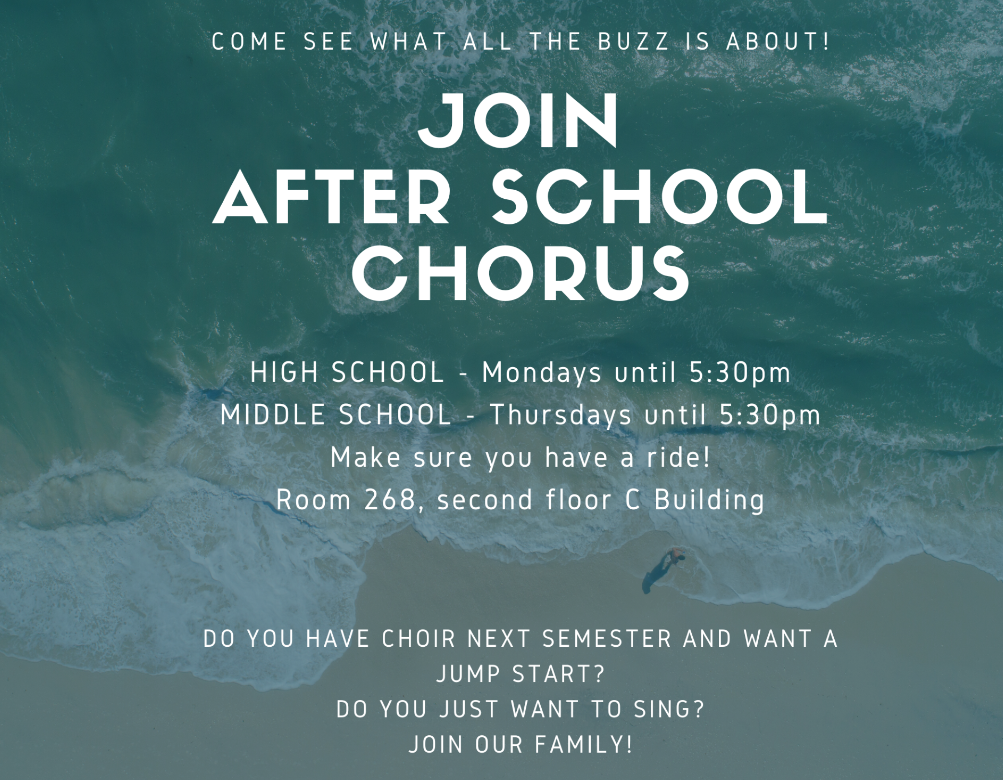 COME SEE WHAT ALL THE BUZZ IS ABOUT!
JOIN
AFTER SCHOOL
CHORUS
HIGH SCHOOL - Mondays until 5:30pm
MIDDLE SCHOOL - Thursdays until 5:30pm
Make sure you have a ride!
Room 268, second floor C Building
DO YOU HAVE CHOIR NEXT SEMESTER AND WANT A
JUMP START?
DO YOU JUST WANT TO SING?
JOIN OUR FAMILY!